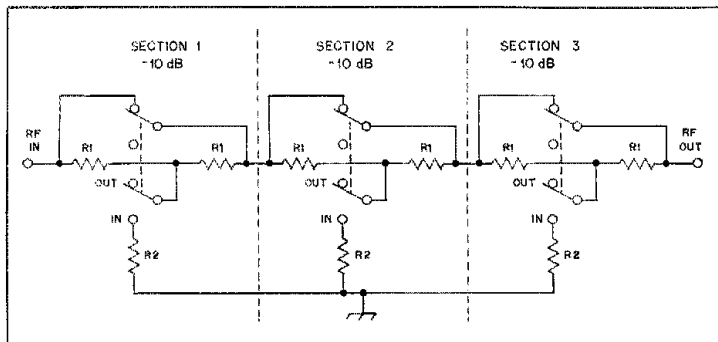 SECTION 1
-10 dB
SECTION 2
-10 dB
SECTION 3
-10 dB
RF
IN
R1
R1
R1
R1
R1
R1
RF
OUT
OUT
OUT
OUT
IN
IN
IN
R2
R2
R2